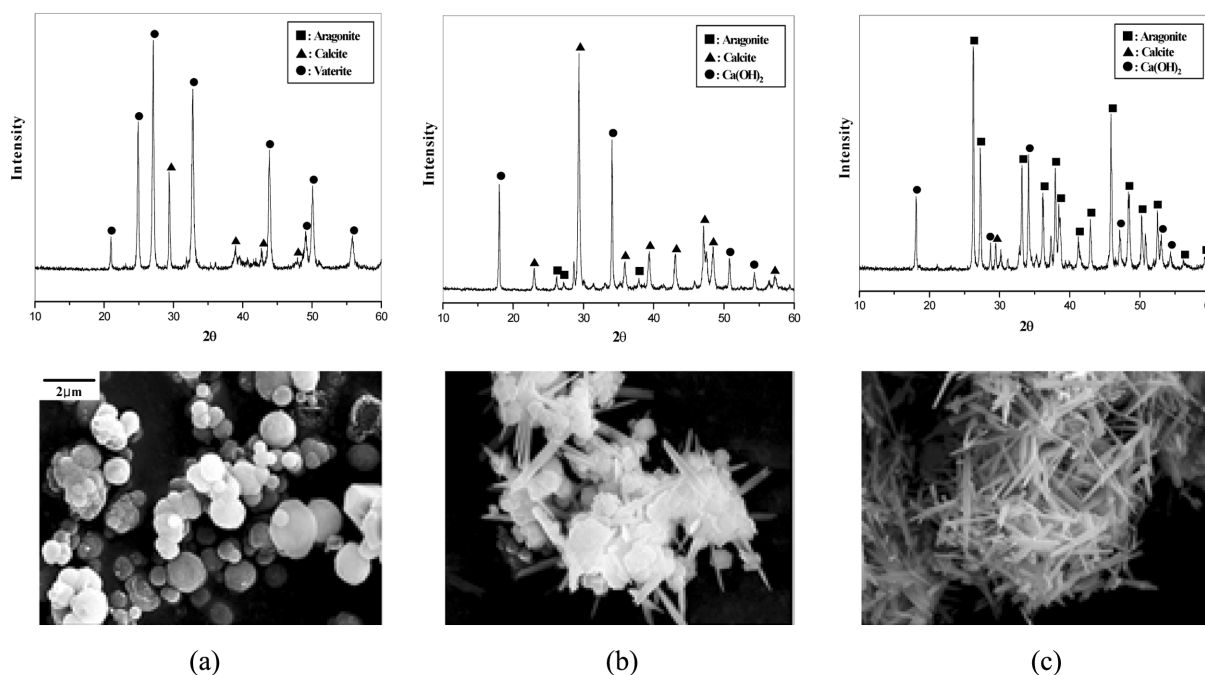 ■: Aragonite
▲: Calcite
●: Vaterite
Intensity
10 20 30 40 50 60
2θ
■: Aragonite
▲: Calcite
●: Ca(OH)₂
Intensity
10 20 30 40 50 60
2θ
■: Aragonite
▲: Calcite
●: Ca(OH)₂
Intensity
10 20 30 40 50 60
2θ
2μm
(a)
(b)
(c)